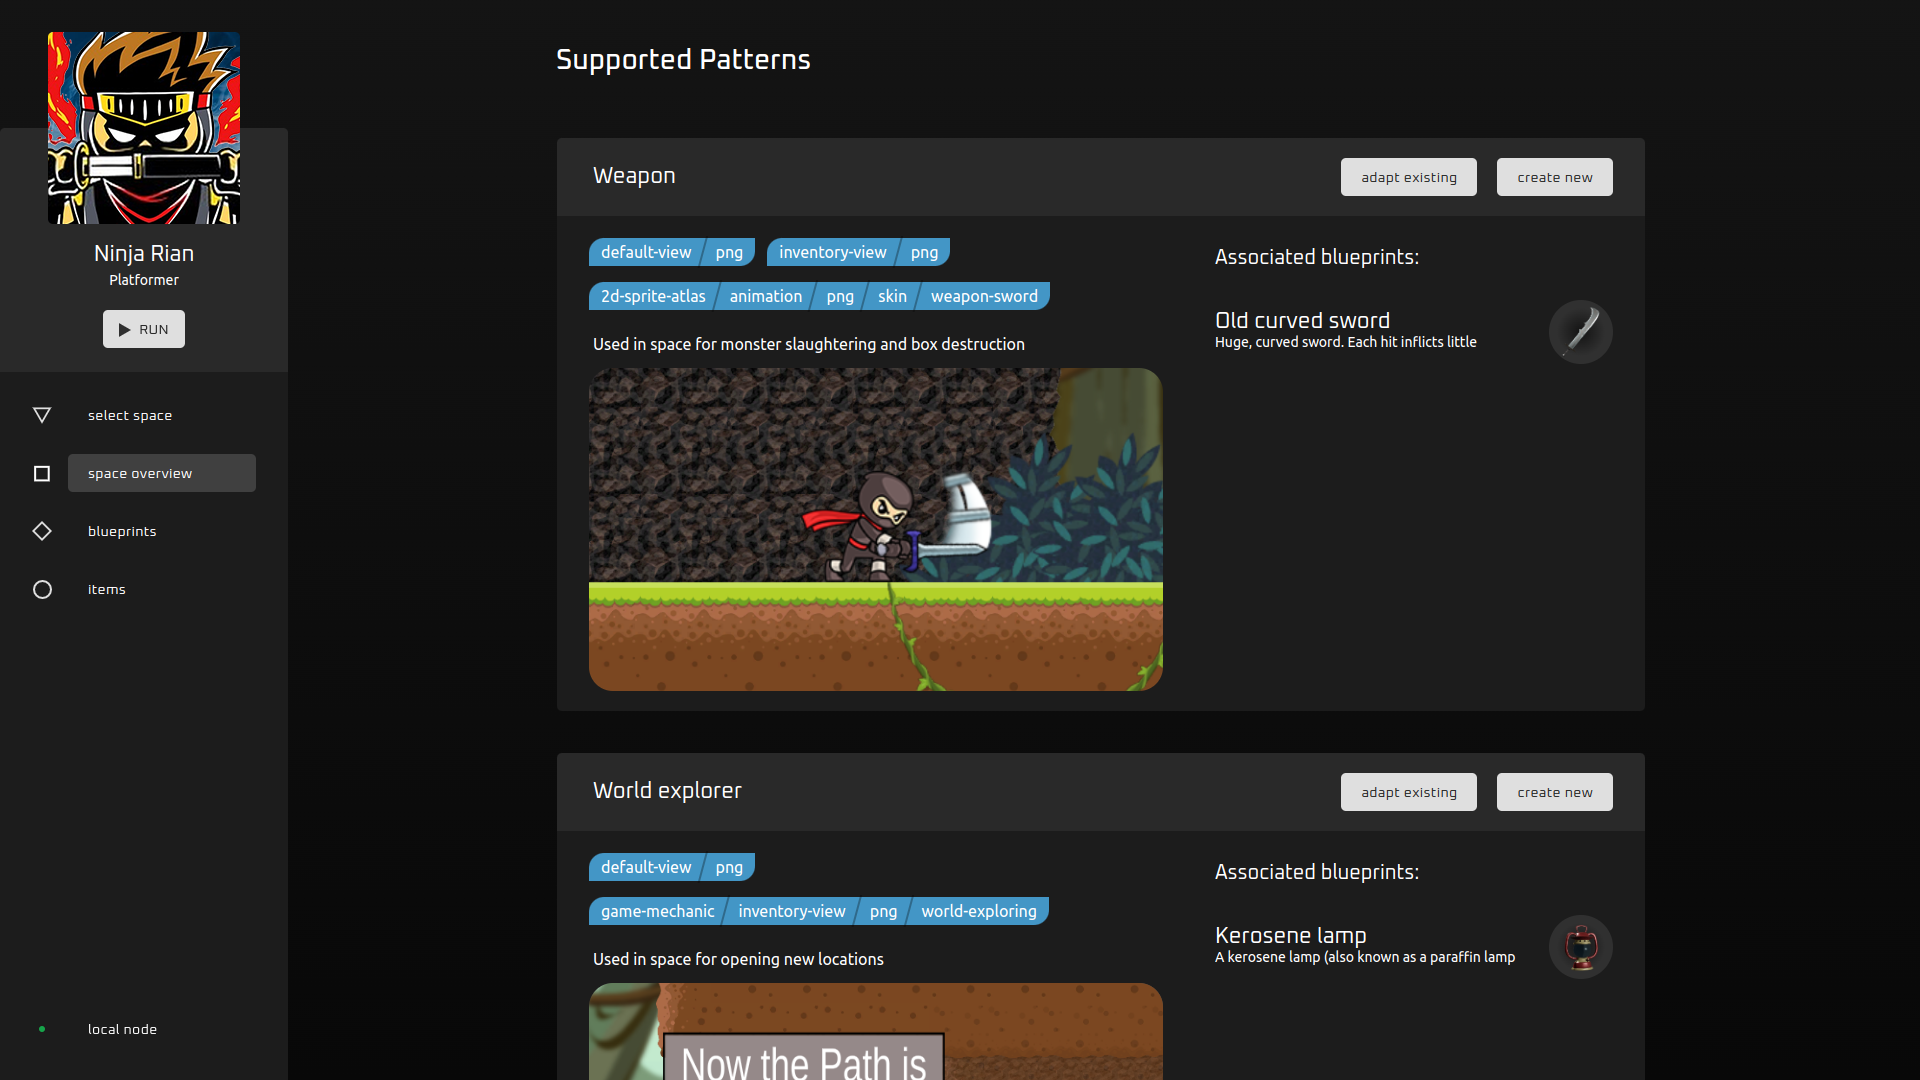 Ninja Rian
Platformer
RUN
select space
space overview
blueprints
items
local node
Supported Patterns
Weapon
adapt existing
create new
default-view png inventory-view png
2d-sprite-atlas animation png skin weapon-sword
Used in space for monster slaughtering and box destruction
Associated blueprints:
Old curved sword
Huge, curved sword. Each hit inflicts little
World explorer
adapt existing
create new
default-view png
game-mechanic inventory-view png world-exploring
Used in space for opening new locations
Now the Path is
Associated blueprints:
Kerosene lamp
A kerosene lamp (also known as a paraffin lamp